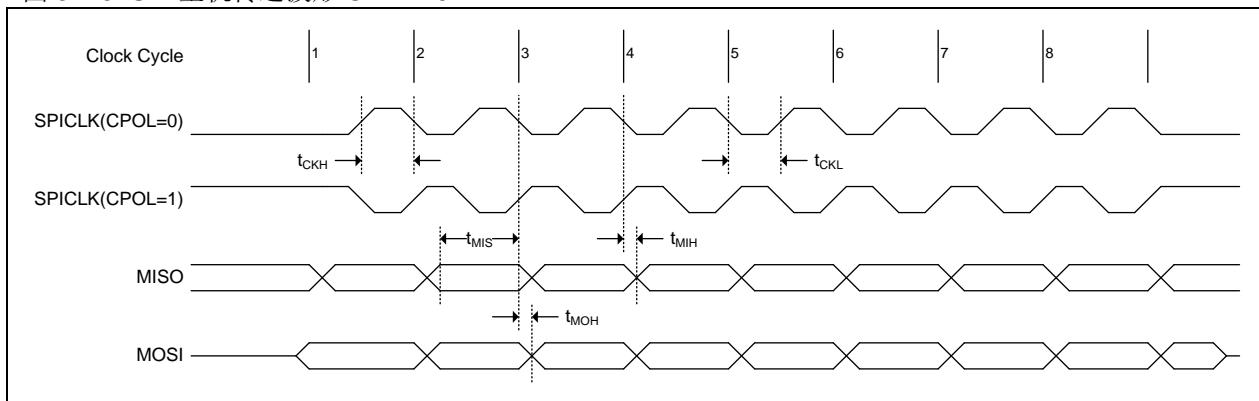 Clock Cycle 1 2 3 4 5 6 7 8
SPICLK(CPOL=0)
tCKH tCKL
SPICLK(CPOL=1)
tMIS tMIH
MISO
tMOH
MOSI